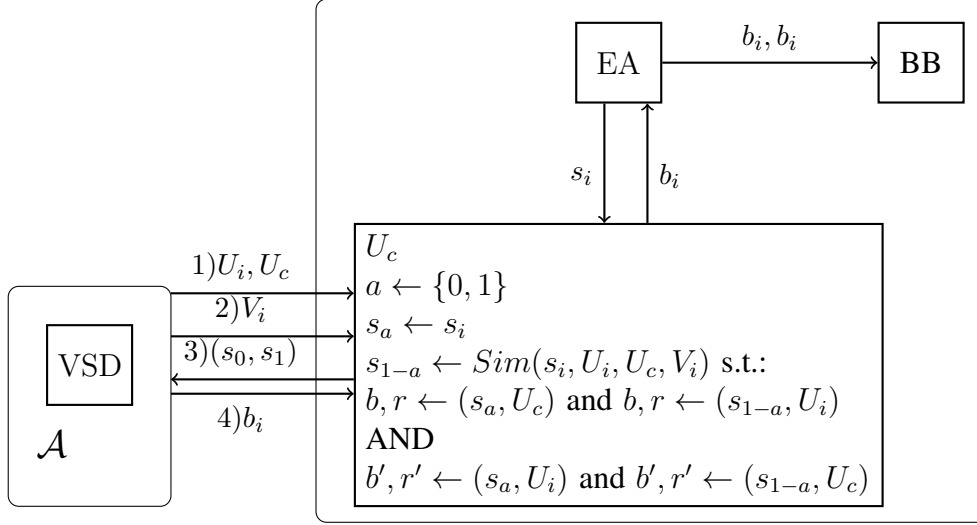 EA
b_i, b_i
BB
s_i
b_i
1)U_i, U_c
2)V_i
3)(s_0, s_1)
4)b_i
VSD
𝒜
U_c
a ← {0, 1}
s_a ← s_i
s_{1−a} ← Sim(s_i, U_i, U_c, V_i) s.t.:
b, r ← (s_a, U_c) and b, r ← (s_{1−a}, U_i)
AND
b', r' ← (s_a, U_i) and b', r' ← (s_{1−a}, U_c)